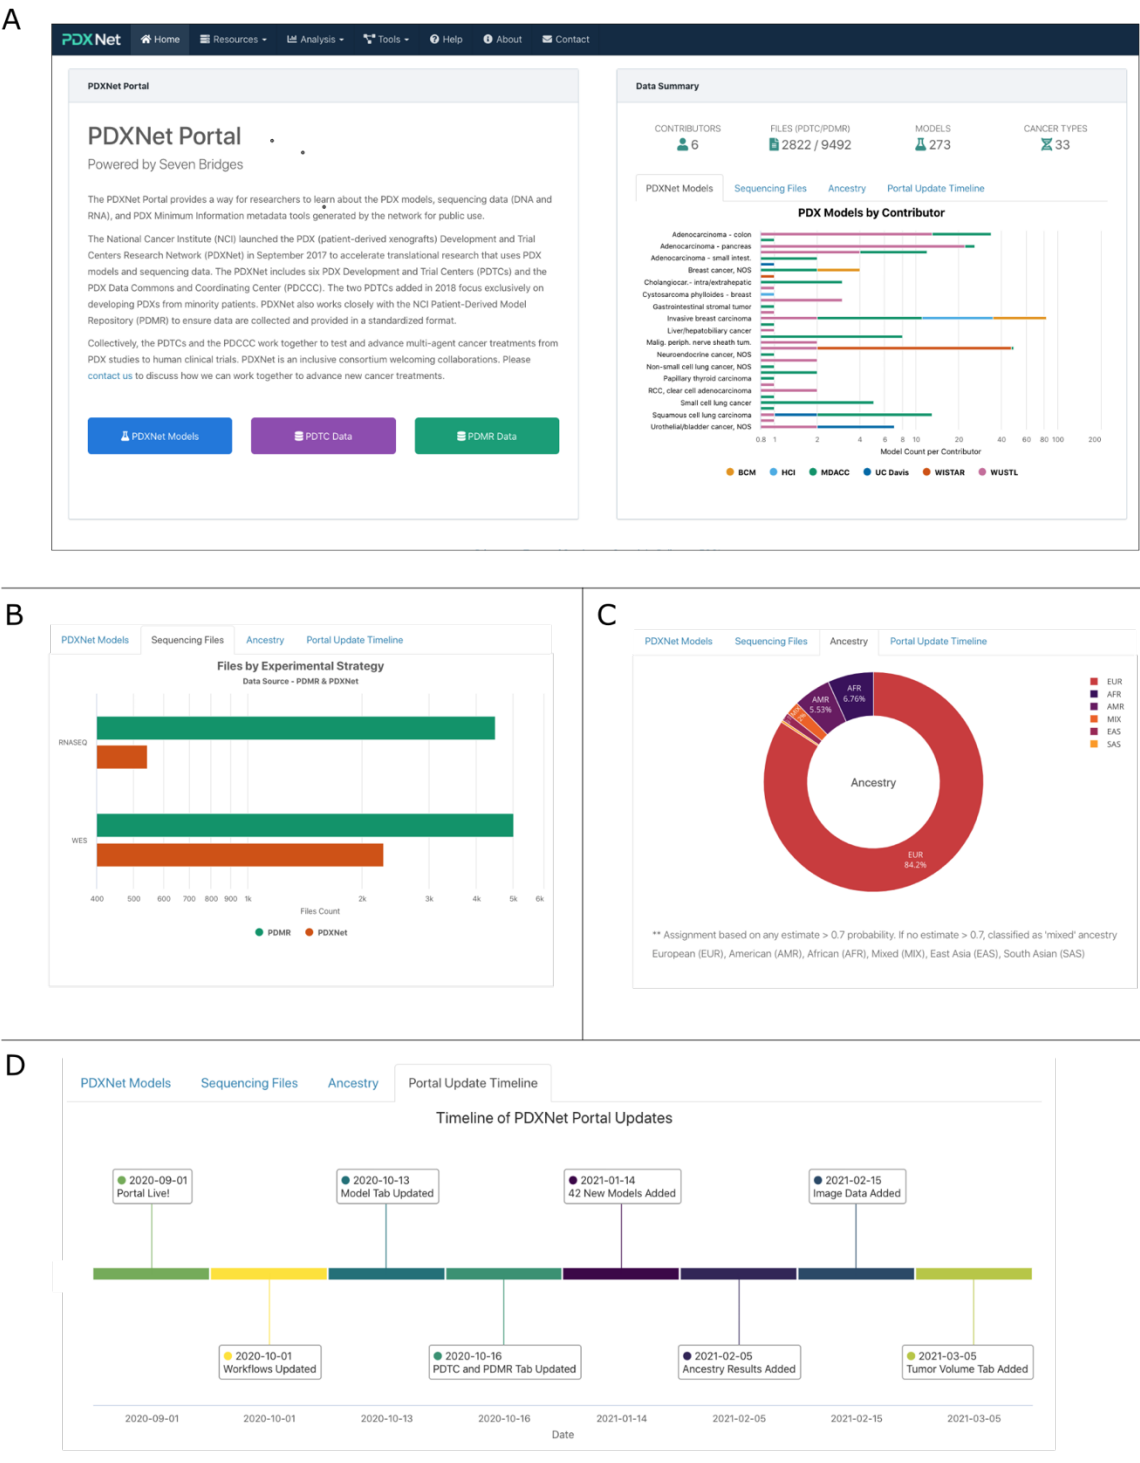 A
PDXNet Home Resources Analysis Tools Help About Contact
PDXNet Portal
PDXNet Portal
Powered by Seven Bridges
The PDXNet Portal provides a way for researchers to learn about the PDX models, sequencing data (DNA and
RNA), and PDX Minimum Information metadata tools generated by the network for public use.
The National Cancer Institute (NCI) launched the PDX (patient-derived xenografts) Development and Trial
Centers Research Network (PDXNet) in September 2017 to accelerate translational research that uses PDX
models and sequencing data. The PDXNet includes six PDX Development and Trial Centers (PDTCs) and the
PDX Data Commons and Coordinating Center (PDCCC). The two PDTCs added in 2018 focus exclusively on
developing PDXs from minority patients. PDXNet also works closely with the NCI Patient-Derived Model
Repository (PDMR) to ensure data are collected and provided in a standardized format.
Collectively, the PDTCs and the PDCCC work together to test and advance multi-agent cancer treatments from
PDX studies to human clinical trials. PDXNet is an inclusive consortium welcoming collaborations. Please
contact us to discuss how we can work together to advance new cancer treatments.
PDXNet Models PDTC Data PDMR Data
Data Summary
CONTRIBUTORS FILES (PDTC/PDMR) MODELS CANCER TYPES
6 2822 / 9492 273 33
PDXNet Models Sequencing Files Ancestry Portal Update Timeline
PDX Models by Contributor
Adenocarcinoma - colon
Adenocarcinoma - pancreas
Adenocarcinoma - small intest.
Breast cancer, NOS
Cholangiocar.- intra/extrahepatic
Cystosarcoma phylloides - breast
Gastrointestinal stromal tumor
Invasive breast carcinoma
Liver/hepatobiliary cancer
Malig. periph. nerve sheath tum.
Neuroendocrine cancer, NOS
Non-small cell lung cancer, NOS
Papillary thyroid carcinoma
RCC, clear cell adenocarcinoma
Small cell lung cancer
Squamous cell lung carcinoma
Urothelial/bladder cancer, NOS
0.8 1 2 4 6 8 10 20 40 60 80 100 200
Model Count per Contributor
BCM HCI MDACC UC Davis WISTAR WUSTL
B
PDXNet Models Sequencing Files Ancestry Portal Update Timeline
Files by Experimental Strategy
Data Source - PDMR & PDXNet
RNASEQ
WES
400 500 600 700 800 900 1k 2k 3k 4k 5k 6k
Files Count
PDMR PDXNet
C
PDXNet Models Sequencing Files Ancestry Portal Update Timeline
AFR
6.76%
AMR
5.53%
Ancestry
EUR
84.2%
EUR
AFR
AMR
MIX
EAS
SAS
** Assignment based on any estimate > 0.7 probability. If no estimate > 0.7, classified as 'mixed' ancestry
European (EUR), American (AMR), African (AFR), Mixed (MIX), East Asia (EAS), South Asian (SAS)
D
PDXNet Models Sequencing Files Ancestry Portal Update Timeline
Timeline of PDXNet Portal Updates
2020-09-01
Portal Live!
2020-10-13
Model Tab Updated
2021-01-14
42 New Models Added
2021-02-15
Image Data Added
2020-10-01
Workflows Updated
2020-10-16
PDTC and PDMR Tab Updated
2021-02-05
Ancestry Results Added
2021-03-05
Tumor Volume Tab Added
2020-09-01 2020-10-01 2020-10-13 2020-10-16 2021-01-14 2021-02-05 2021-02-15 2021-03-05
Date